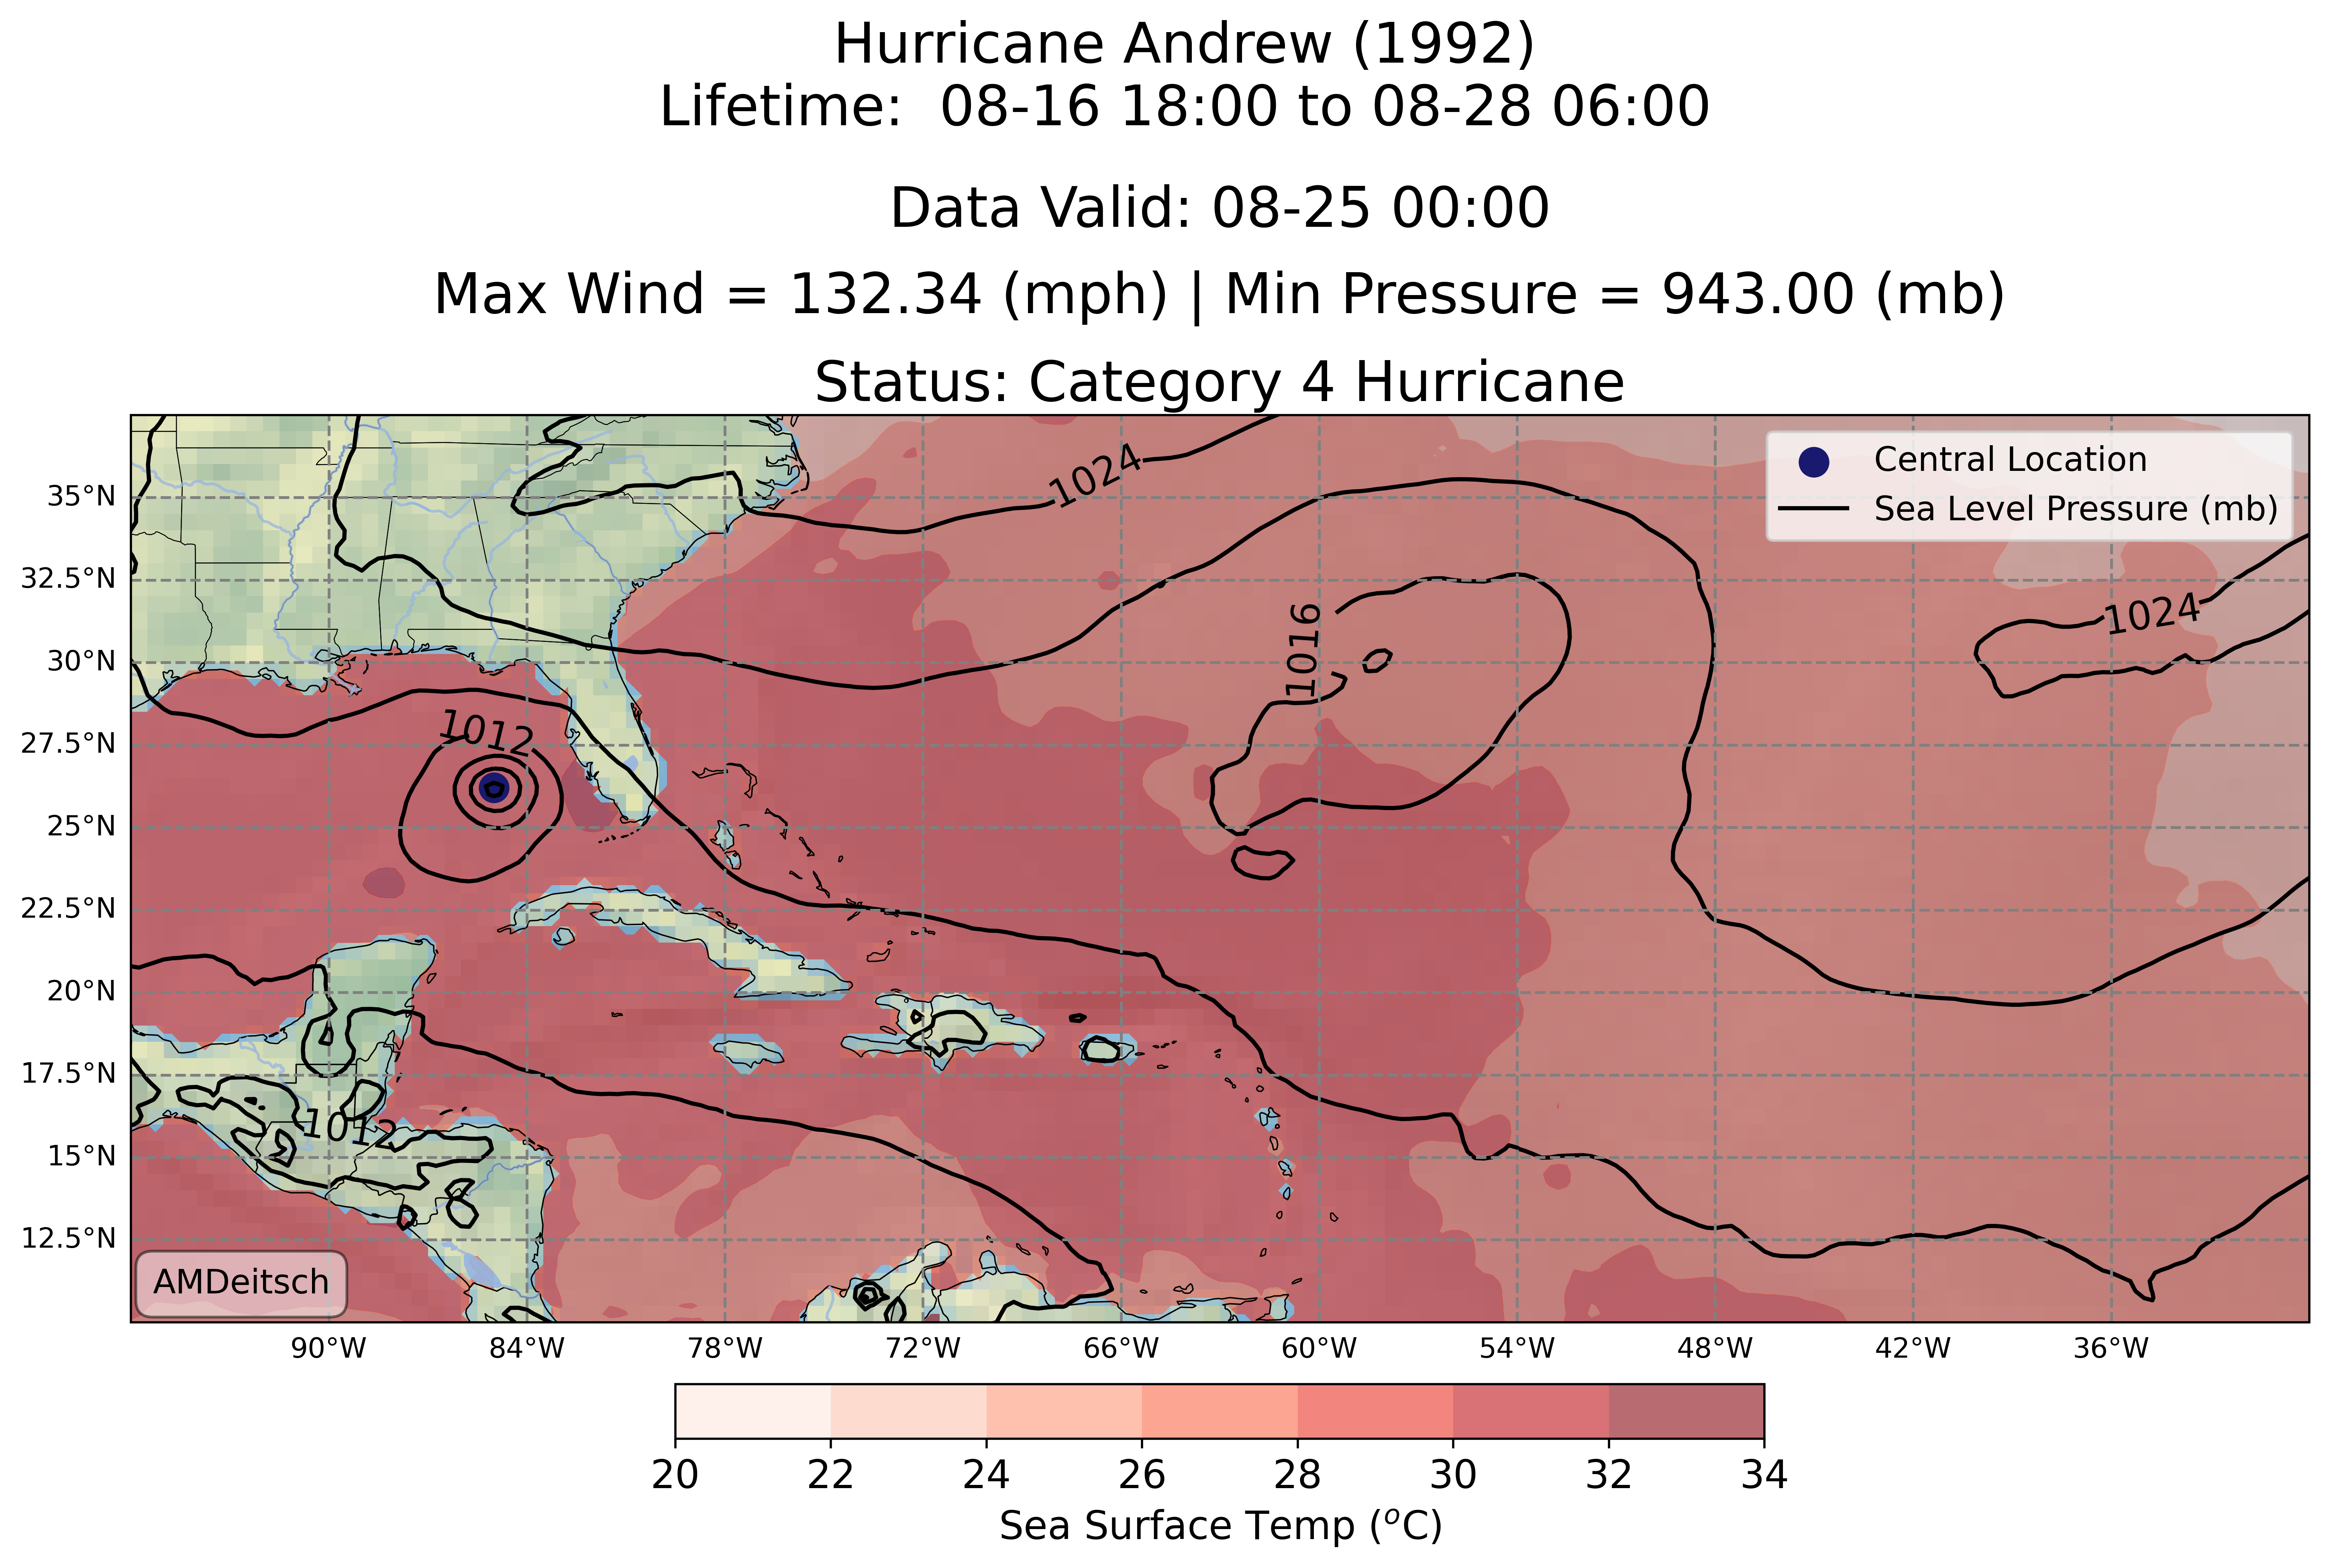 Hurricane Andrew (1992)
Lifetime:  08-16 18:00 to 08-28 06:00
Data Valid: 08-25 00:00
Max Wind = 132.34 (mph) | Min Pressure = 943.00 (mb)
Status: Category 4 Hurricane
Central Location
Sea Level Pressure (mb)
1024
1024
1016
1012
1012
35°N
32.5°N
30°N
27.5°N
25°N
22.5°N
20°N
17.5°N
15°N
12.5°N
AMDeitsch
90°W 84°W 78°W 72°W 66°W 60°W 54°W 48°W 42°W 36°W
20 22 24 26 28 30 32 34
Sea Surface Temp (°C)